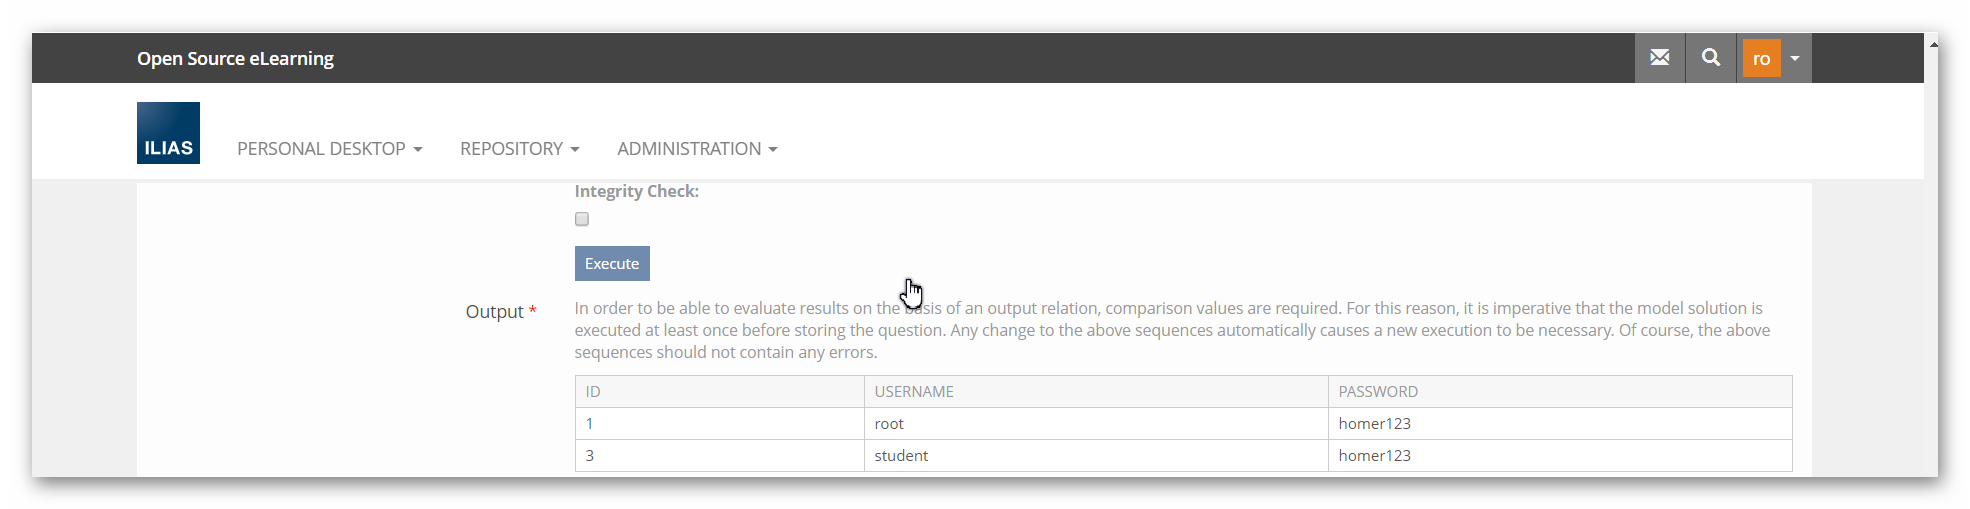 Open Source eLearning
ro
ILIAS
PERSONAL DESKTOP
REPOSITORY
ADMINISTRATION
Integrity Check:
Execute
Output *
In order to be able to evaluate results on the basis of an output relation, comparison values are required. For this reason, it is imperative that the model solution is
executed at least once before storing the question. Any change to the above sequences automatically causes a new execution to be necessary. Of course, the above
sequences should not contain any errors.
ID USERNAME PASSWORD
1 root homer123
3 student homer123